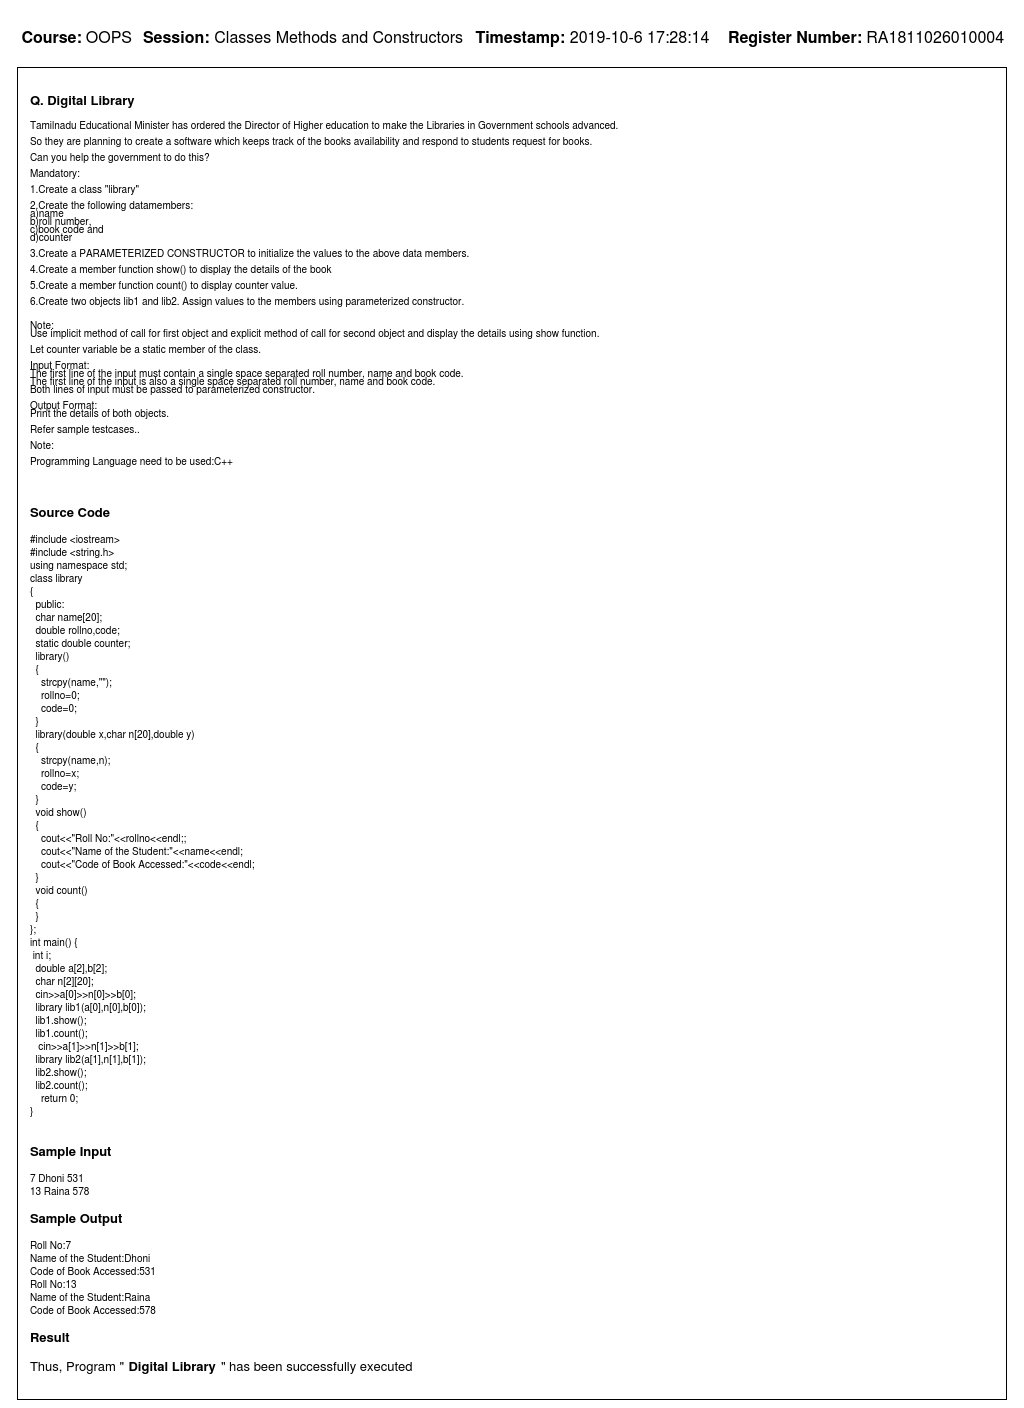 Course: OOPS Session: Classes Methods and Constructors Timestamp: 2019-10-6 17:28:14 Register Number: RA1811026010004
Q. Digital Library
Tamilnadu Educational Minister has ordered the Director of Higher education to make the Libraries in Government schools advanced.
So they are planning to create a software which keeps track of the books availability and respond to students request for books.
Can you help the government to do this?
Mandatory:
1.Create a class "library"
2.Create the following datamembers:
a)name
b)roll number,
c)book code and
d)counter
3.Create a PARAMETERIZED CONSTRUCTOR to initialize the values to the above data members.
4.Create a member function show() to display the details of the book
5.Create a member function count() to display counter value.
6.Create two objects lib1 and lib2. Assign values to the members using parameterized constructor.
Note:
Use implicit method of call for first object and explicit method of call for second object and display the details using show function.
Let counter variable be a static member of the class.
Input Format:
The first line of the input must contain a single space separated roll number, name and book code.
The first line of the input is also a single space separated roll number, name and book code.
Both lines of input must be passed to parameterized constructor.
Output Format:
Print the details of both objects.
Refer sample testcases..
Note:
Programming Language need to be used:C++
Source Code
#include <iostream>
#include <string.h>
using namespace std;
class library
{
public:
char name[20];
double rollno,code;
static double counter;
library()
{
strcpy(name,"");
rollno=0;
code=0;
}
library(double x,char n[20],double y)
{
strcpy(name,n);
rollno=x;
code=y;
}
void show()
{
cout<<"Roll No:"<<rollno<<endl;;
cout<<"Name of the Student:"<<name<<endl;
cout<<"Code of Book Accessed:"<<code<<endl;
}
void count()
{
}
};
int main() {
int i;
double a[2],b[2];
char n[2][20];
cin>>a[0]>>n[0]>>b[0];
library lib1(a[0],n[0],b[0]);
lib1.show();
lib1.count();
cin>>a[1]>>n[1]>>b[1];
library lib2(a[1],n[1],b[1]);
lib2.show();
lib2.count();
return 0;
}
Sample Input
7 Dhoni 531
13 Raina 578
Sample Output
Roll No:7
Name of the Student:Dhoni
Code of Book Accessed:531
Roll No:13
Name of the Student:Raina
Code of Book Accessed:578
Result
Thus, Program " Digital Library " has been successfully executed